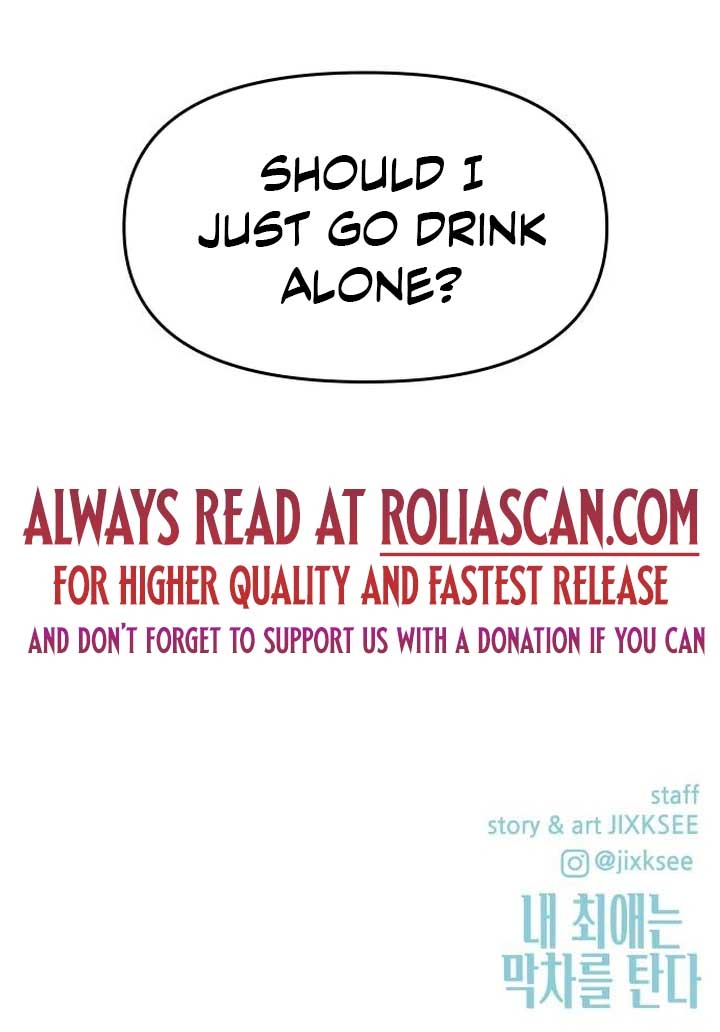 SHOULD I
JUST GO DRINK
ALONE?
ALWAYS READ AT ROLIASCAN.COM
FOR HIGHER QUALITY AND FASTEST RELEASE
AND DON'T FORGET TO SUPPORT US WITH A DONATION IF YOU CAN
staff
story & art JIXKSEE
@jixksee
내 최애는
막차를 탄다